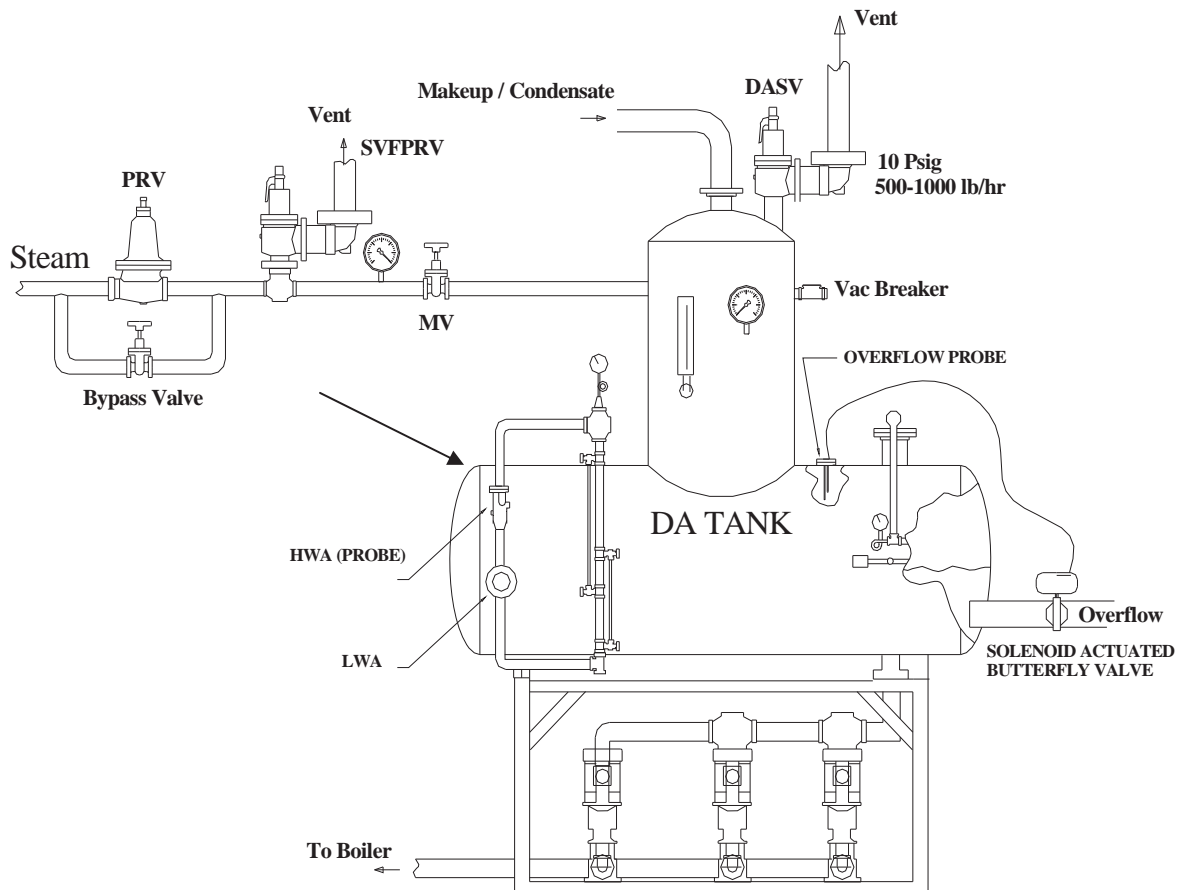 Vent
Makeup / Condensate
DASV
Vent
SVFPRV
10 Psig
500-1000 lb/hr
PRV
Steam
Vac Breaker
MV
OVERFLOW PROBE
Bypass Valve
DA TANK
HWA (PROBE)
Overflow
LWA
SOLENOID ACTUATED
BUTTERFLY VALVE
To Boiler